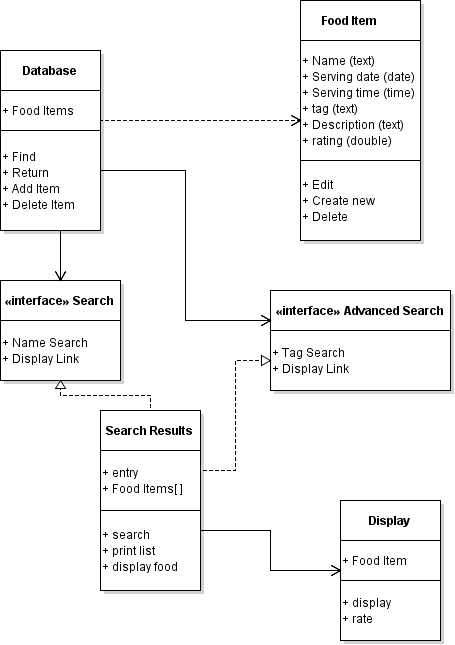 Food Item
+ Name (text)
+ Serving date (date)
+ Serving time (time)
+ tag (text)
+ Description (text)
+ rating (double)
+ Edit
+ Create new
+ Delete
Database
+ Food Items
+ Find
+ Return
+ Add Item
+ Delete Item
«interface» Search
+ Name Search
+ Display Link
«interface» Advanced Search
+ Tag Search
+ Display Link
Search Results
+ entry
+ Food Items[ ]
+ search
+ print list
+ display food
Display
+ Food Item
+ display
+ rate